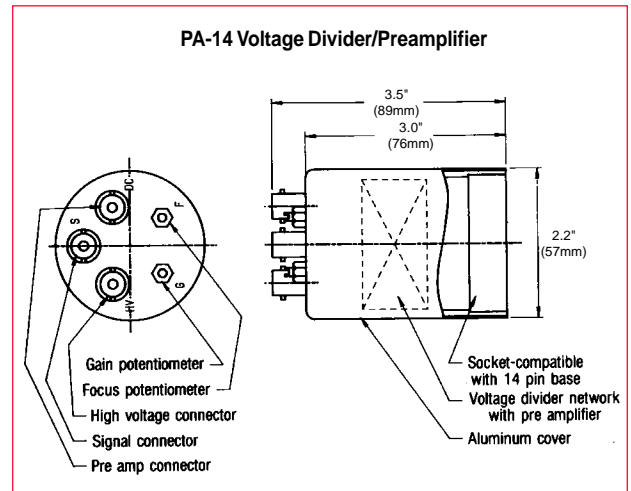 PA-14 Voltage Divider/Preamplifier
3.5"
(89mm)
3.0"
(76mm)
2.2"
(57mm)
DC
F
S
HV
G
Gain potentiometer
Focus potentiometer
High voltage connector
Signal connector
Pre amp connector
Socket-compatible
with 14 pin base
Voltage divider network
with pre amplifier
Aluminum cover